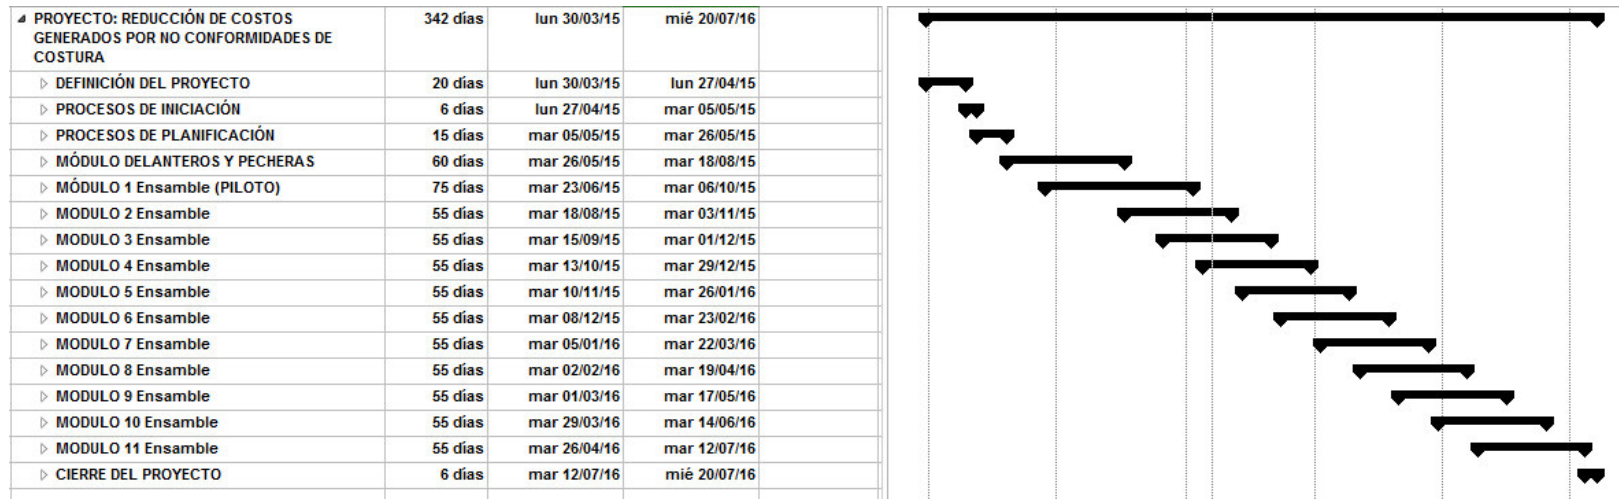 PROYECTO: REDUCCIÓN DE COSTOS 342 días lun 30/03/15 mié 20/07/16
GENERADOS POR NO CONFORMIDADES DE
COSTURA
DEFINICIÓN DEL PROYECTO 20 días lun 30/03/15 lun 27/04/15
PROCESOS DE INICIACIÓN 6 días lun 27/04/15 mar 05/05/15
PROCESOS DE PLANIFICACIÓN 15 días mar 05/05/15 mar 26/05/15
MÓDULO DELANTEROS Y PECHERAS 60 días mar 26/05/15 mar 18/08/15
MÓDULO 1 Ensamble (PILOTO) 75 días mar 23/06/15 mar 06/10/15
MODULO 2 Ensamble 55 días mar 18/08/15 mar 03/11/15
MODULO 3 Ensamble 55 días mar 15/09/15 mar 01/12/15
MODULO 4 Ensamble 55 días mar 13/10/15 mar 29/12/15
MODULO 5 Ensamble 55 días mar 10/11/15 mar 26/01/16
MODULO 6 Ensamble 55 días mar 08/12/15 mar 23/02/16
MODULO 7 Ensamble 55 días mar 05/01/16 mar 22/03/16
MODULO 8 Ensamble 55 días mar 02/02/16 mar 19/04/16
MODULO 9 Ensamble 55 días mar 01/03/16 mar 17/05/16
MODULO 10 Ensamble 55 días mar 29/03/16 mar 14/06/16
MODULO 11 Ensamble 55 días mar 26/04/16 mar 12/07/16
CIERRE DEL PROYECTO 6 días mar 12/07/16 mié 20/07/16